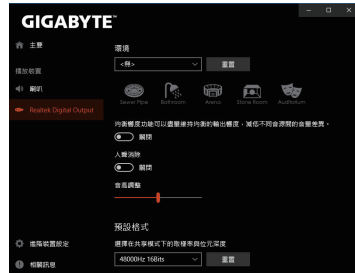 GIGABYTE™
主要
環境
<無>
重置
播放裝置
喇叭
Sewer Pipe
Bathroom
Arena
Stone Room
Auditorium
Realtek Digital Output
均衡響度功能可以盡量維持均衡的輸出響度，減低不同音源間的音量差異。
關閉
人聲消除
關閉
音高調整
預設格式
選擇在共享模式下的取樣率與位元深度
進階裝置設定
48000Hz 16Bits
重置
相關訊息